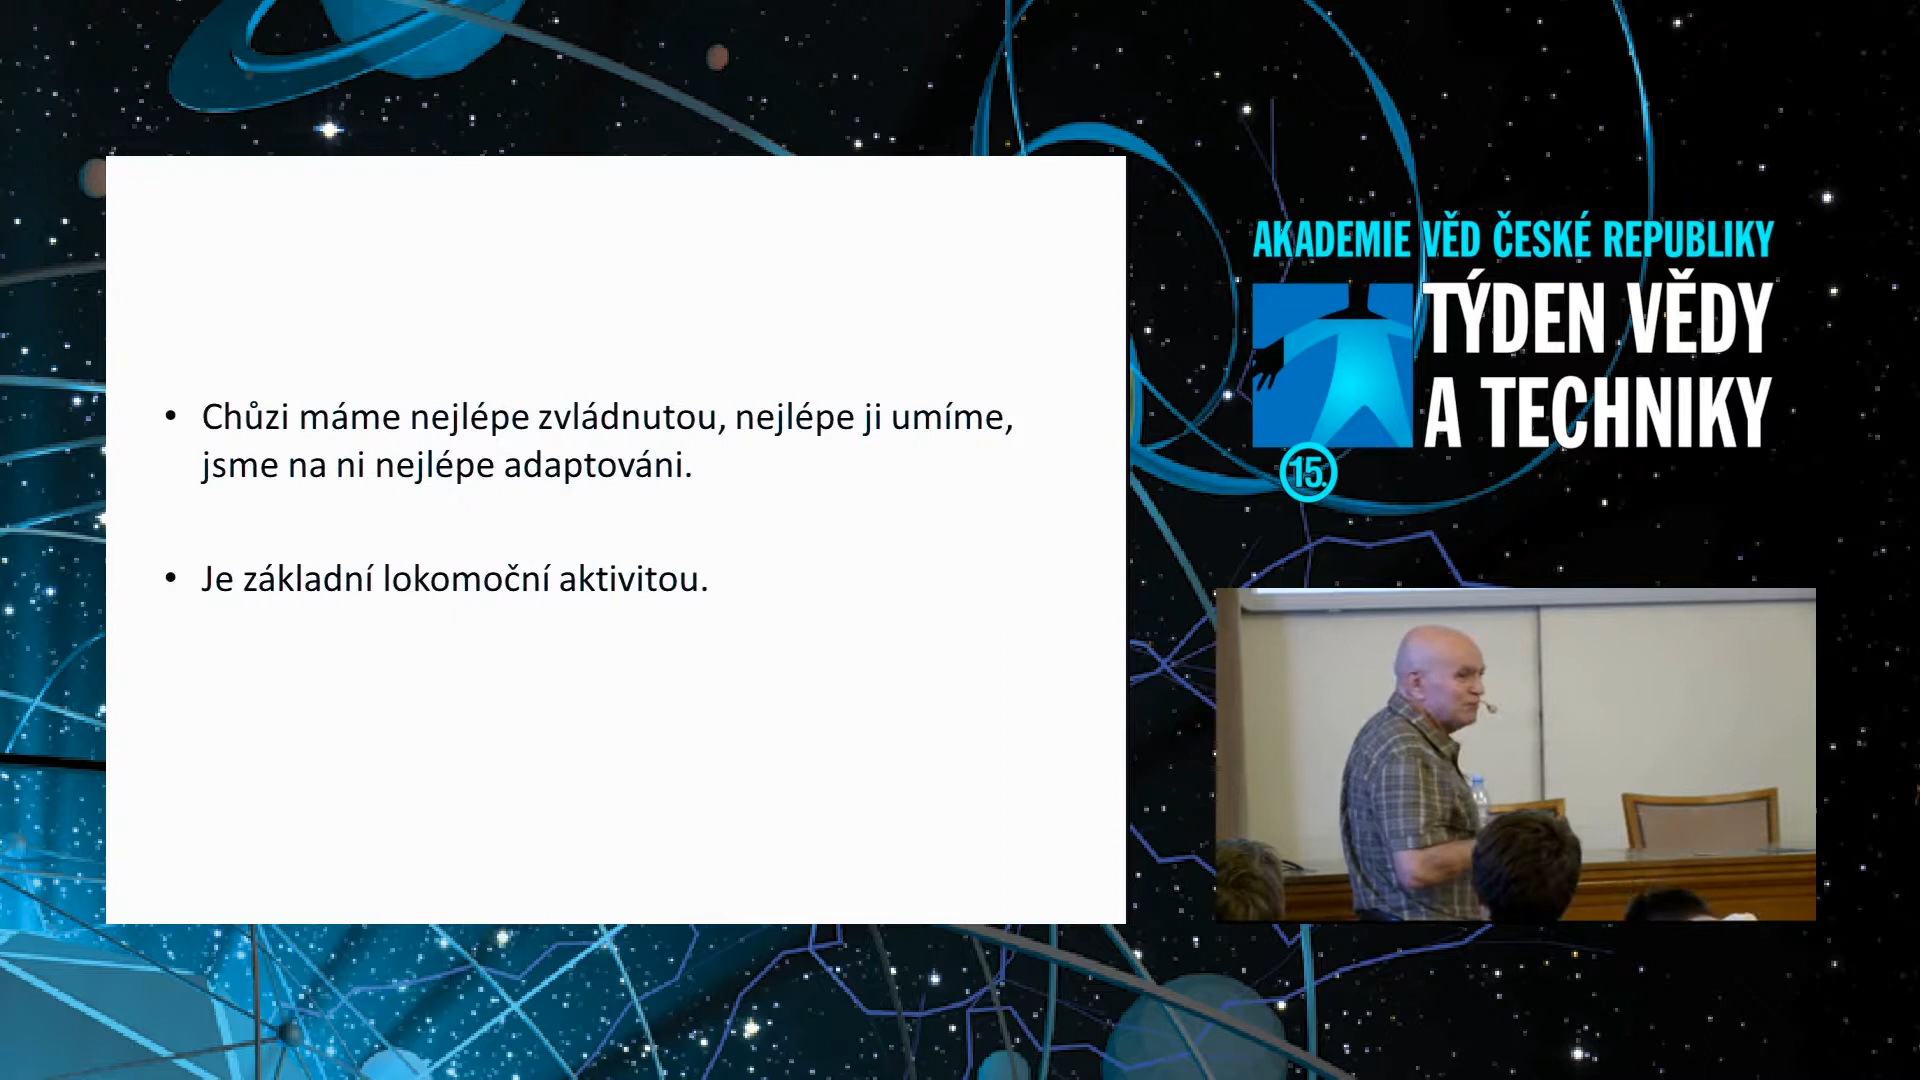 • Chůzi máme nejlépe zvládnutou, nejlépe ji umíme,
jsme na ni nejlépe adaptováni.
• Je základní lokomoční aktivitou.
AKADEMIE VĚD ČESKÉ REPUBLIKY
TÝDEN VĚDY
A TECHNIKY
15.